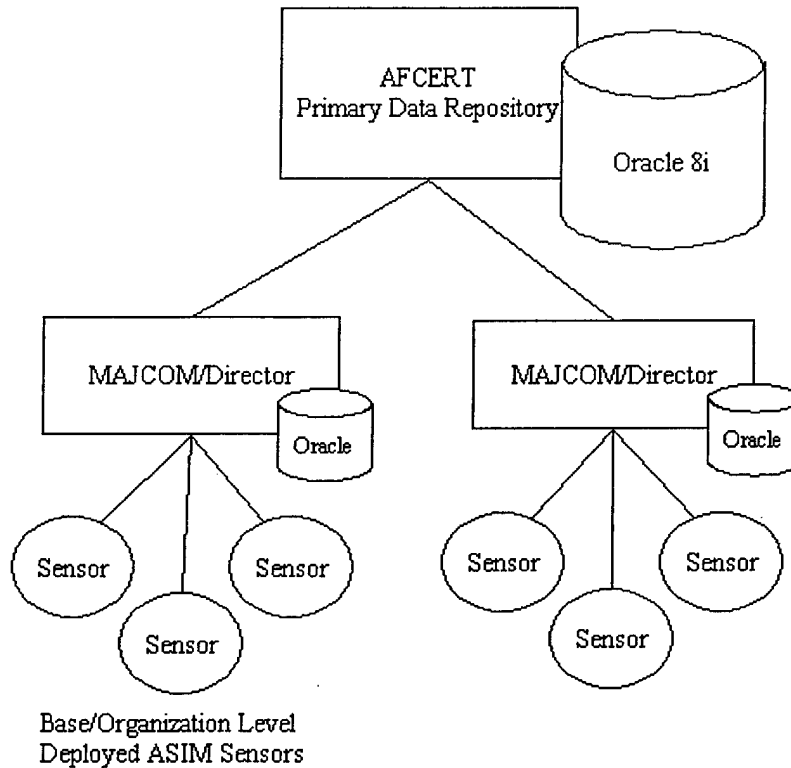 AFCERT
Primary Data Repository
Oracle 8i
MAJCOM/Director
Oracle
MAJCOM/Director
Oracle
Sensor
Sensor
Sensor
Sensor
Sensor
Sensor
Base/Organization Level
Deployed ASIM Sensors